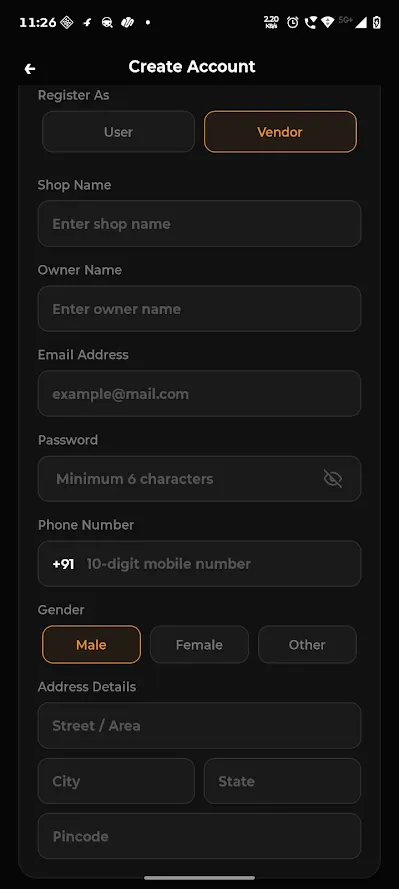 11:26
2.20 KB/s
5G+
Create Account
Register As
User Vendor
Shop Name
Enter shop name
Owner Name
Enter owner name
Email Address
example@mail.com
Password
Minimum 6 characters
Phone Number
+91 10-digit mobile number
Gender
Male Female Other
Address Details
Street / Area
City State
Pincode